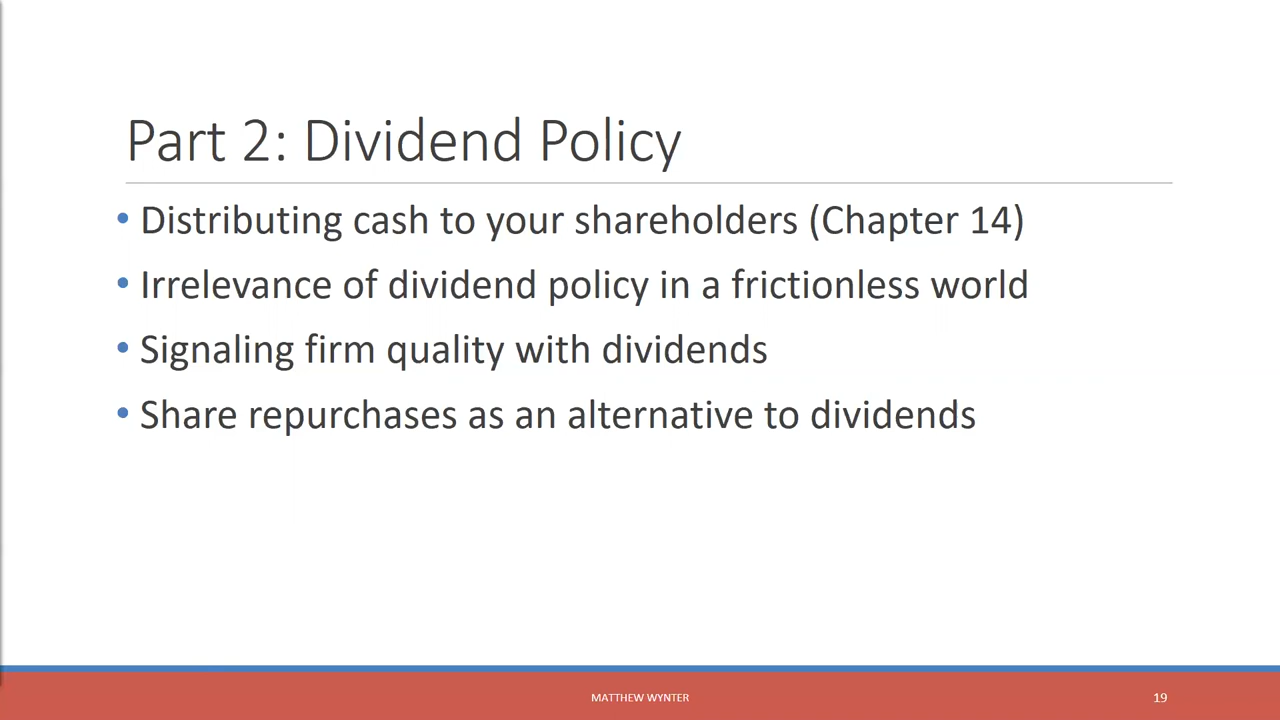 Part 2: Dividend Policy
• Distributing cash to your shareholders (Chapter 14)
• Irrelevance of dividend policy in a frictionless world
• Signaling firm quality with dividends
• Share repurchases as an alternative to dividends
MATTHEW WYNTER
19